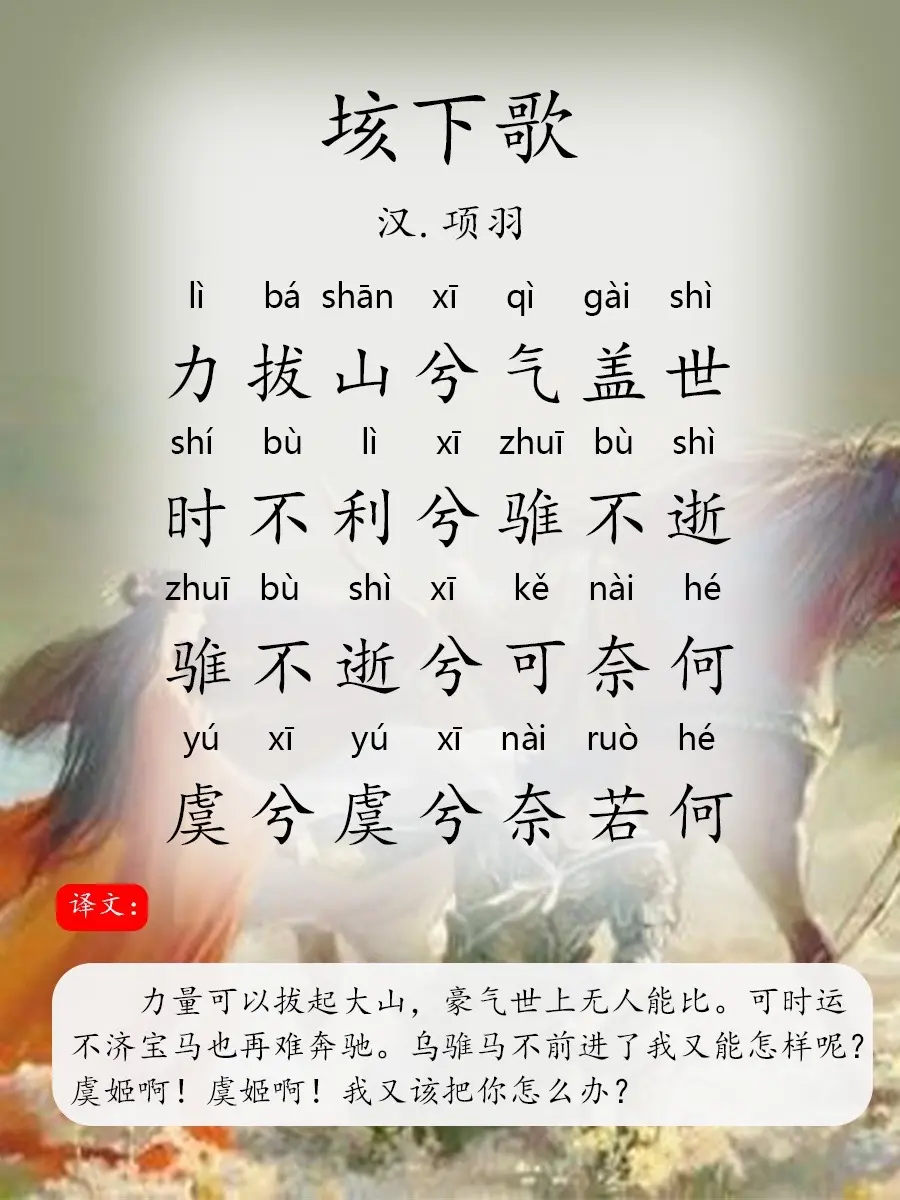 垓下歌
汉.项羽
lì bá shān xī qì gài shì
力拔山兮气盖世
shí bù lì xī zhuī bù shì
时不利兮骓不逝
zhuī bù shì xī kě nài hé
骓不逝兮可奈何
yú xī yú xī nài ruò hé
虞兮虞兮奈若何
译文：
力量可以拔起大山，豪气世上无人能比。可时运
不济宝马也再难奔驰。乌骓马不前进了我又能怎样呢？
虞姬啊！虞姬啊！我又该把你怎么办？